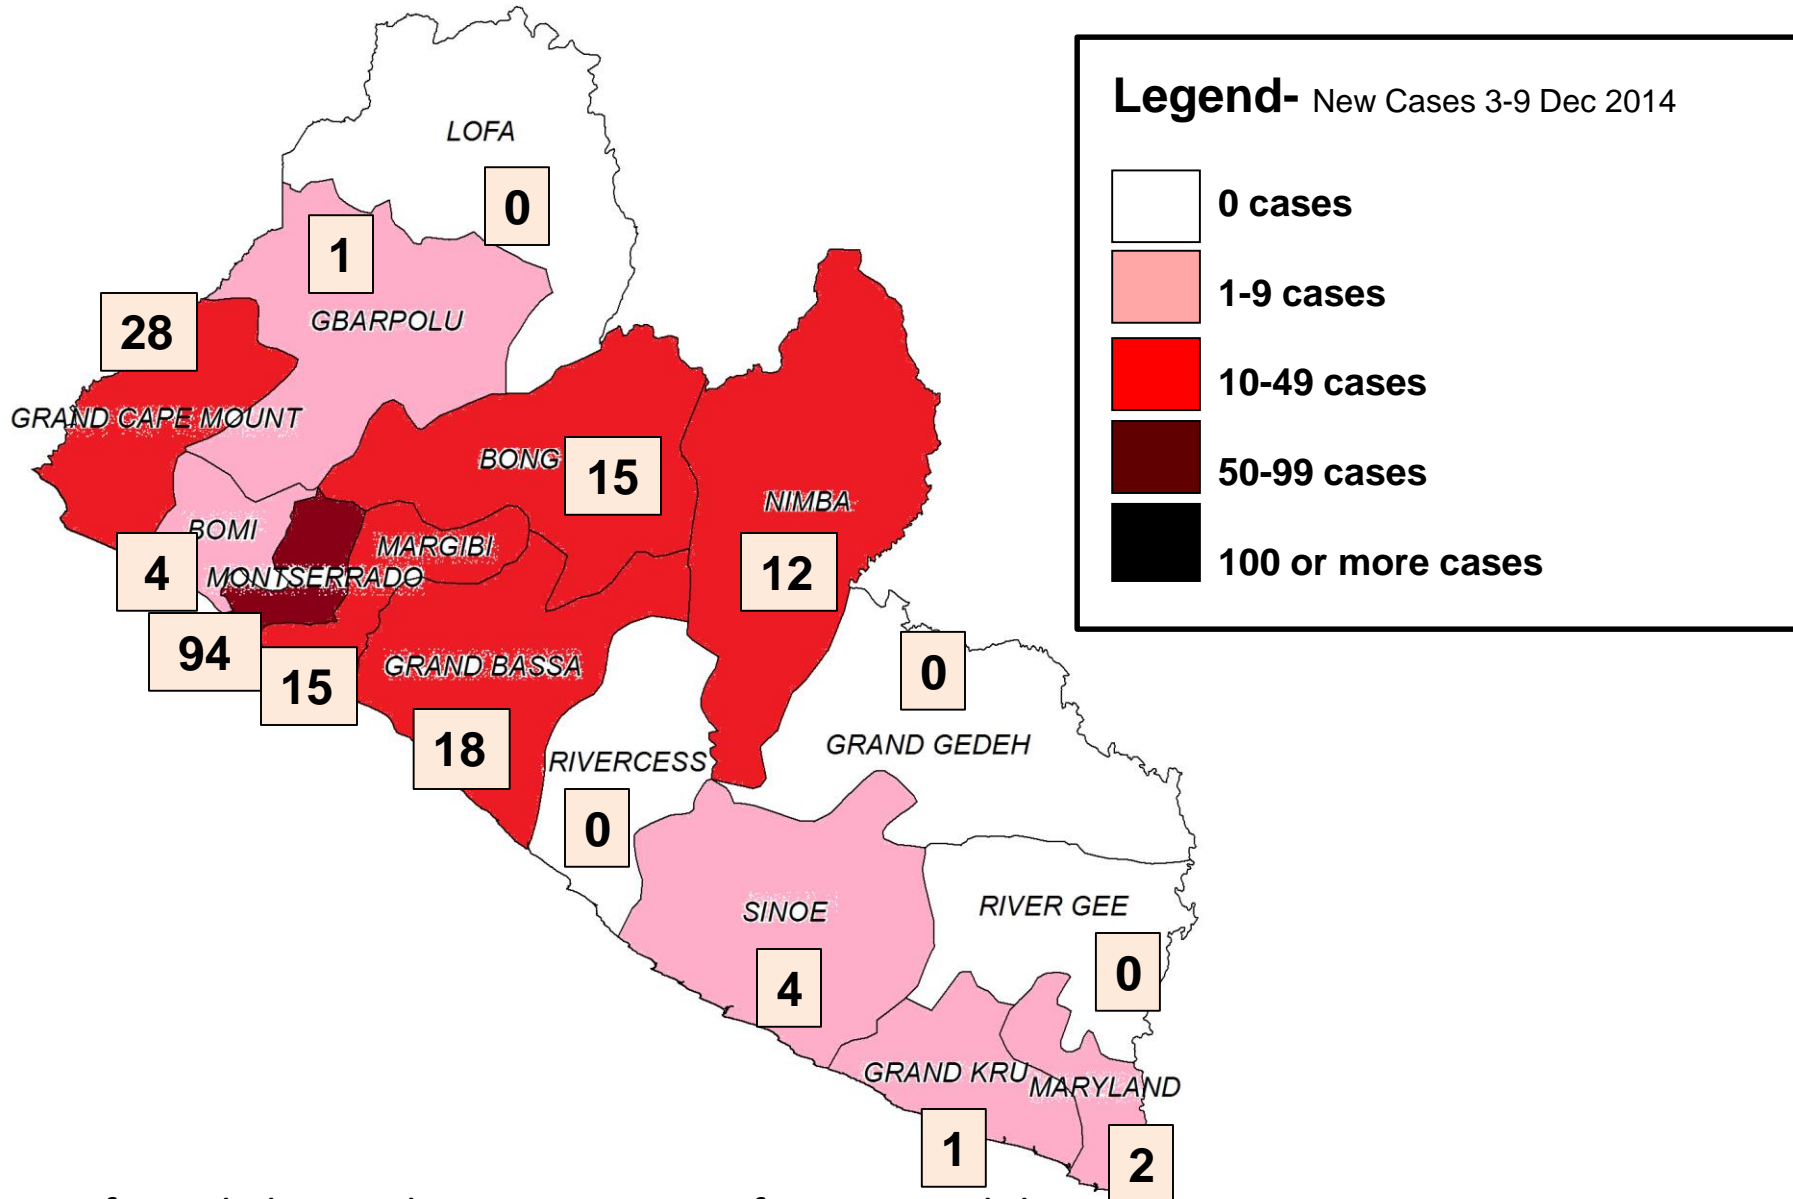 Legend- New Cases 3-9 Dec 2014
0 cases
1-9 cases
10-49 cases
50-99 cases
100 or more cases
LOFA
0
1
GBARPOLU
28
GRAND CAPE MOUNT
BONG
15
NIMBA
12
BOMI
4
MARGIBI
MONTSERRADO
94
15
GRAND BASSA
18
RIVERCESS
0
0
GRAND GEDEH
SINOE
4
RIVER GEE
0
GRAND KRU
1
MARYLAND
2